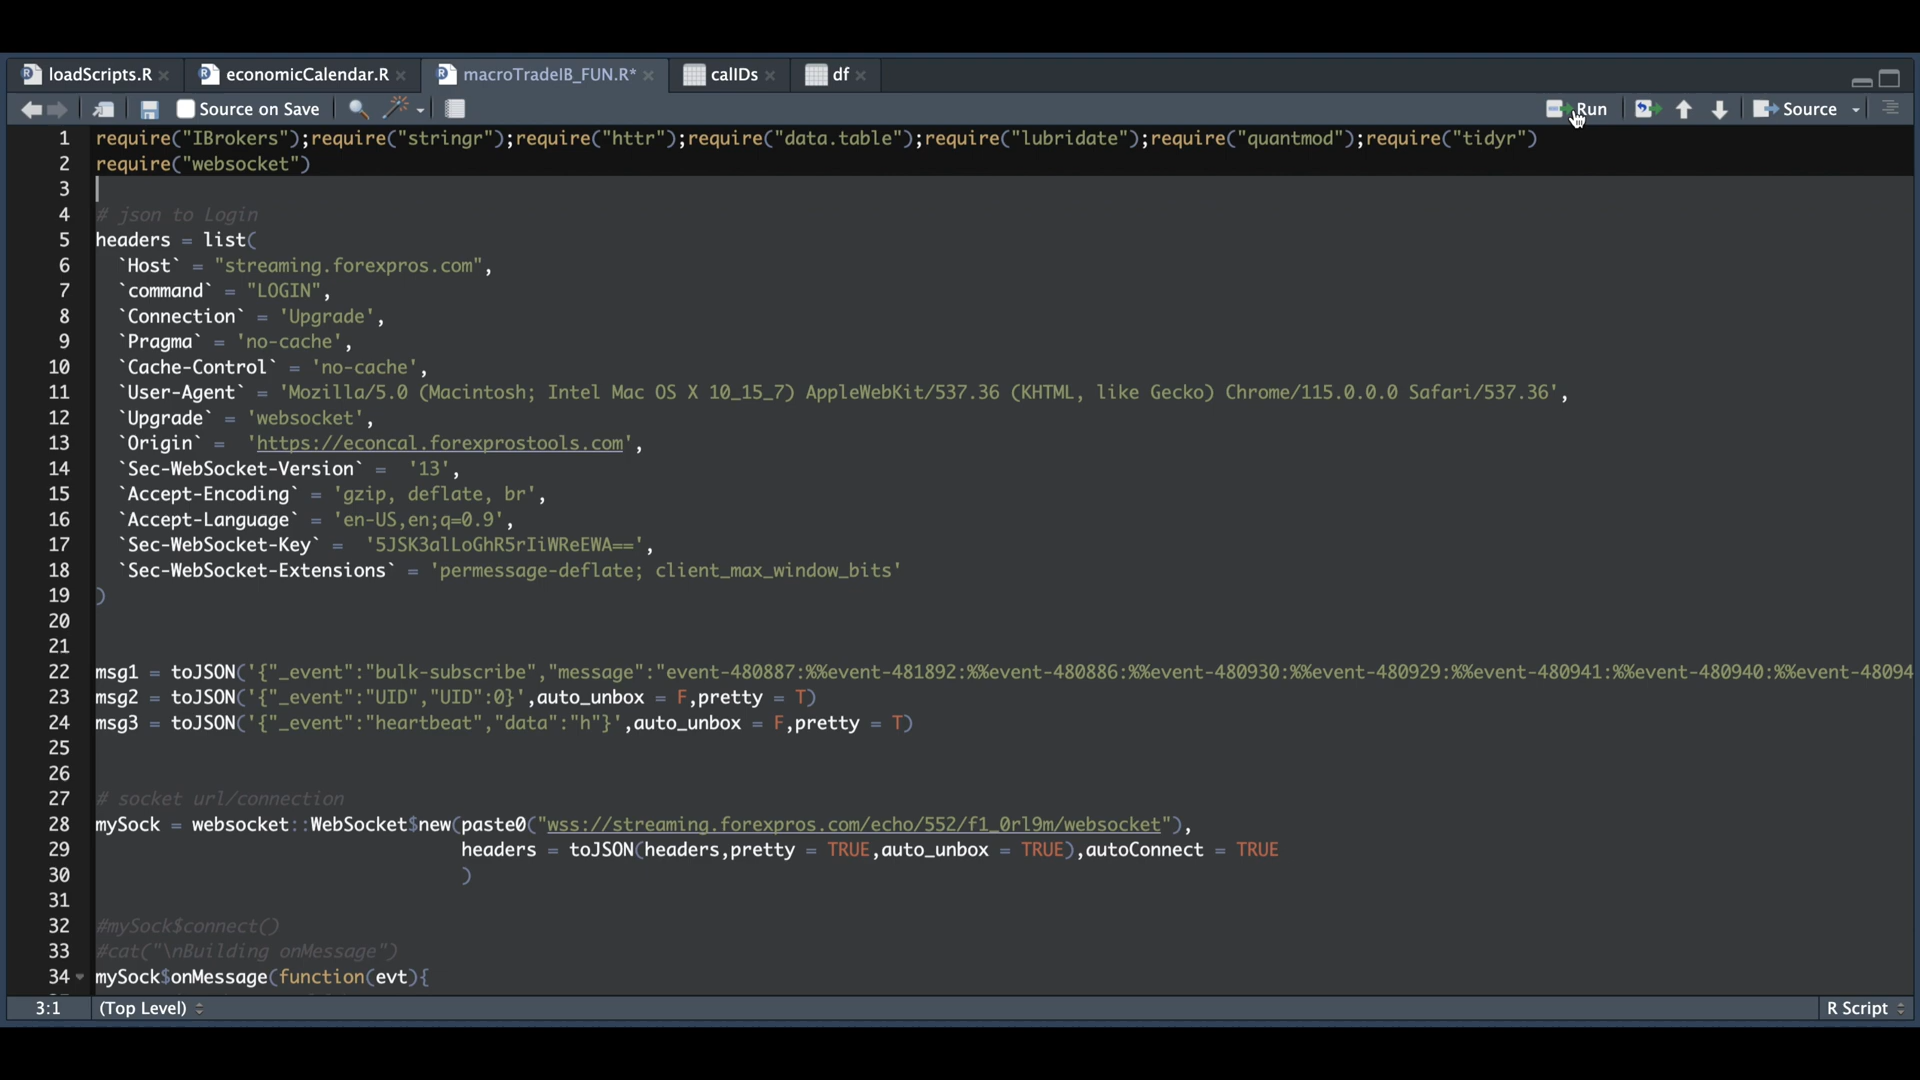 loadScripts.R economicCalendar.R macroTradeIB_FUN.R* callDs df
Source on Save Run Source
1 require("IBrokers");require("stringr");require("httr");require("data.table");require("lubridate");require("quantmod");require("tidyr")
2 require("websocket")
3
4 # json to Login
5 headers = list(
6 `Host` = "streaming.forexpros.com",
7 `command` = "LOGIN",
8 `Connection` = 'Upgrade',
9 `Pragma` = 'no-cache',
10 `Cache-Control` = 'no-cache',
11 `User-Agent` = 'Mozilla/5.0 (Macintosh; Intel Mac OS X 10_15_7) AppleWebKit/537.36 (KHTML, like Gecko) Chrome/115.0.0.0 Safari/537.36',
12 `Upgrade` = 'websocket',
13 `Origin` = 'https://econcal.forexprostools.com',
14 `Sec-WebSocket-Version` = '13',
15 `Accept-Encoding` = 'gzip, deflate, br',
16 `Accept-Language` = 'en-US,en;q=0.9',
17 `Sec-WebSocket-Key` = '5JSK3alLoGhR5rIiWReEWA==',
18 `Sec-WebSocket-Extensions` = 'permessage-deflate; client_max_window_bits'
19 )
20
21
22 msg1 = toJSON('{"_event":"bulk-subscribe","message":"event-480887:%%event-481892:%%event-480886:%%event-480930:%%event-480929:%%event-480941:%%event-480940:%%event-48094
23 msg2 = toJSON('{"_event":"UID","UID":0}',auto_unbox = F,pretty = T)
24 msg3 = toJSON('{"_event":"heartbeat","data":"h"}',auto_unbox = F,pretty = T)
25
26
27 # socket url/connection
28 mySock = websocket::WebSocket$new(paste0("wss://streaming.forexpros.com/echo/552/f1_0rl9m/websocket"),
29 headers = toJSON(headers,pretty = TRUE,auto_unbox = TRUE),autoConnect = TRUE
30 )
31
32 #mySock$connect()
33 #cat("\nBuilding onMessage")
34 mySock$onMessage(function(evt){
3:1 (Top Level) R Script